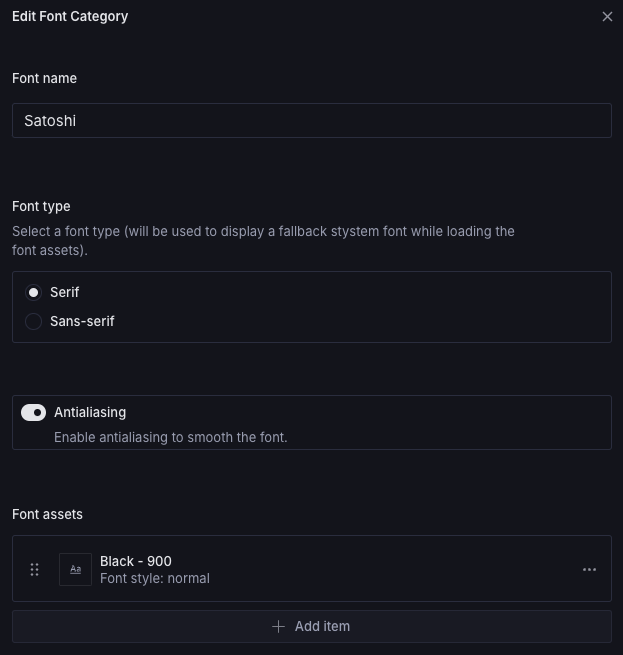 Edit Font Category
Font name
Satoshi
Font type
Select a font type (will be used to display a fallback stystem font while loading the
font assets).
Serif
Sans-serif
Antialiasing
Enable antialiasing to smooth the font.
Font assets
Aa
Black - 900
Font style: normal
Add item